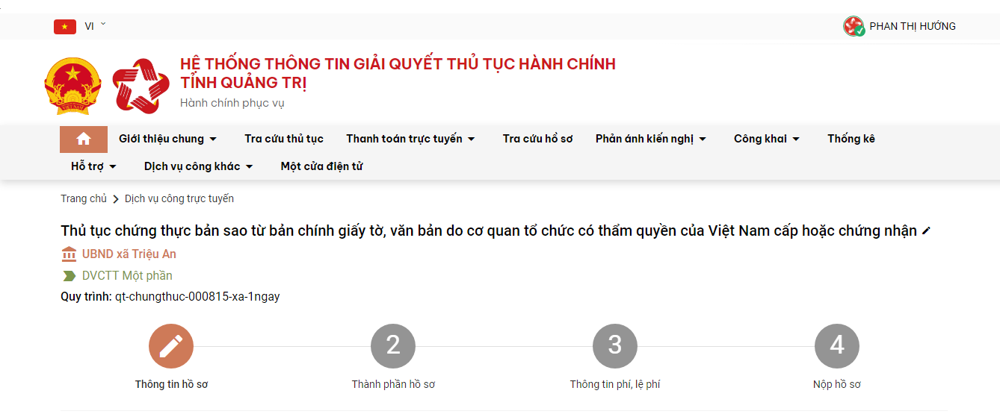 VI
PHAN THỊ HƯỚNG
HỆ THỐNG THÔNG TIN GIẢI QUYẾT THỦ TỤC HÀNH CHÍNH
TỈNH QUẢNG TRỊ
Hành chính phục vụ
Giới thiệu chung
Tra cứu thủ tục
Thanh toán trực tuyến
Tra cứu hồ sơ
Phản ánh kiến nghị
Công khai
Thống kê
Hỗ trợ
Dịch vụ công khác
Một cửa điện tử
Trang chủ
Dịch vụ công trực tuyến
Thủ tục chứng thực bản sao từ bản chính giấy tờ, văn bản do cơ quan tổ chức có thẩm quyền của Việt Nam cấp hoặc chứng nhận
UBND xã Triệu An
DVCTT Một phần
Quy trình: qt-chungthuc-000815-xa-1ngay
2
3
4
Thông tin hồ sơ
Thành phần hồ sơ
Thông tin phí, lệ phí
Nộp hồ sơ